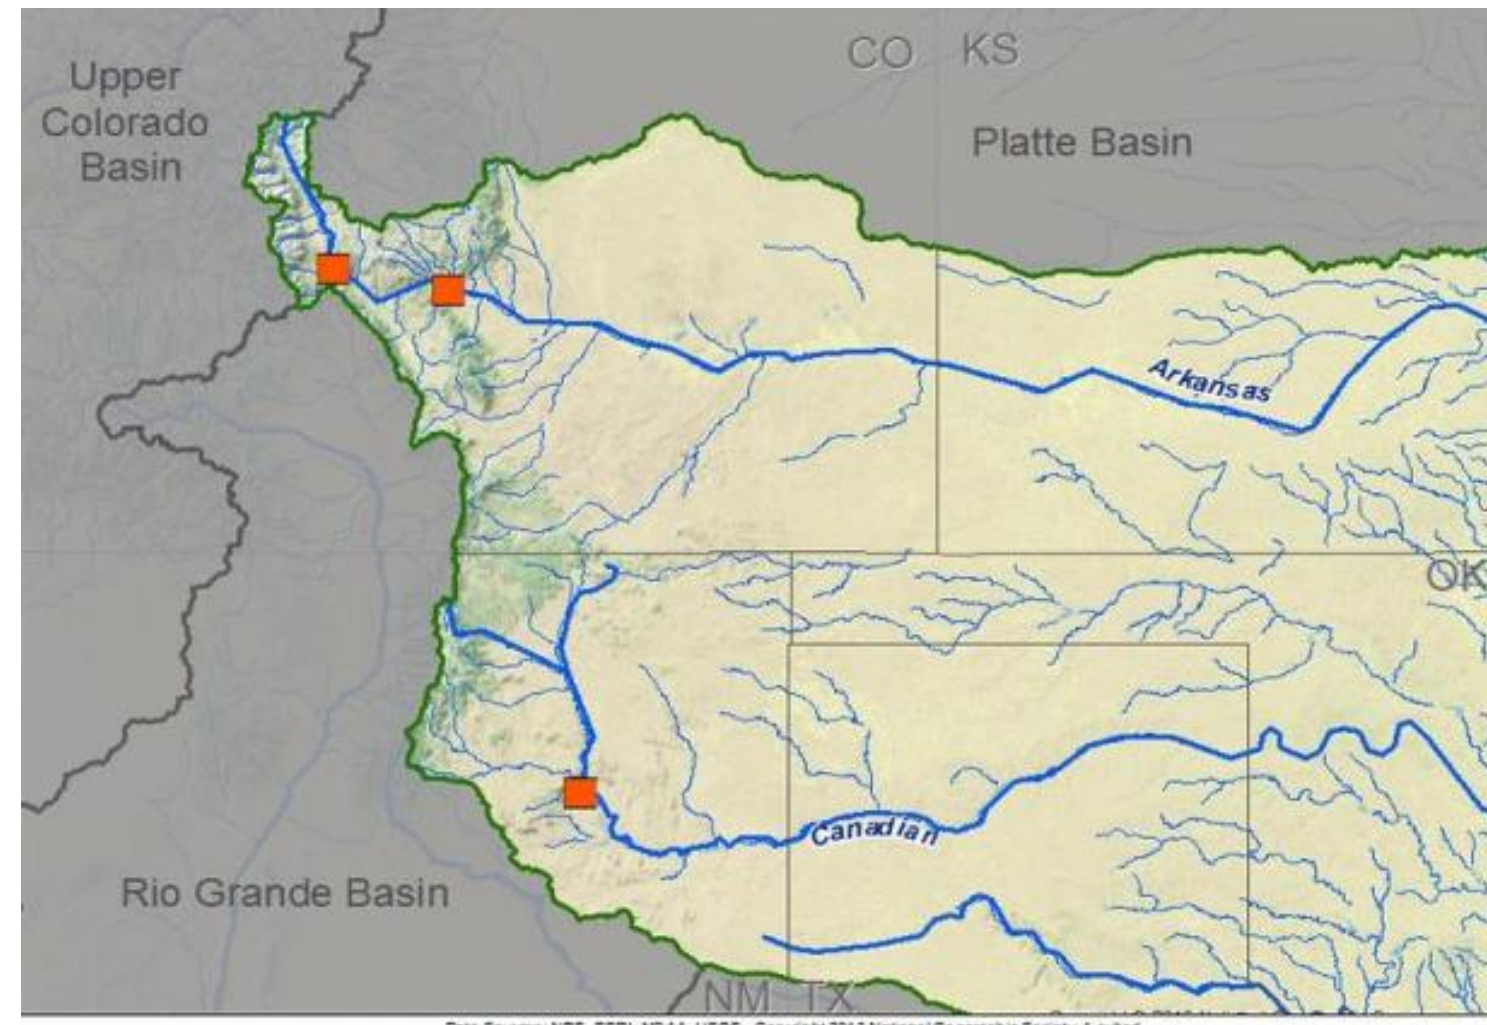 CO KS
Upper
Colorado
Basin
Platte Basin
Arkansas
OK
Canadian
Rio Grande Basin
NM TX